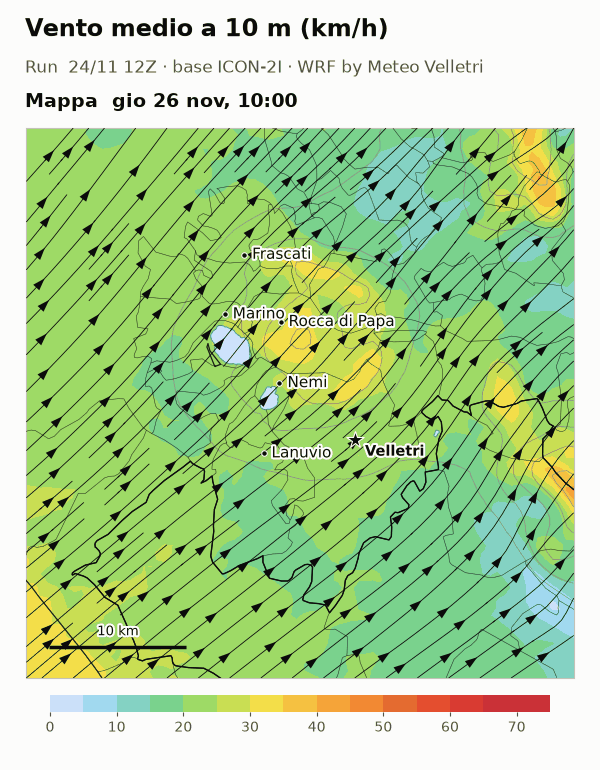 Vento medio a 10 m (km/h)
Run  24/11 12Z · base ICON-2I · WRF by Meteo Velletri
Mappa  gio 26 nov, 10:00
Frascati
Marino
Rocca di Papa
Nemi
Velletri
Lanuvio
10 km
0 10 20 30 40 50 60 70